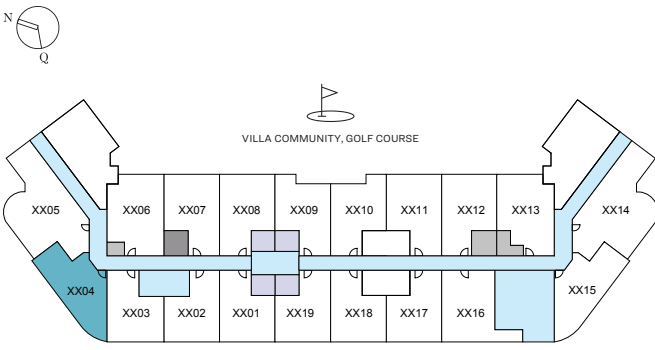 N
Q
VILLA COMMUNITY, GOLF COURSE
XX05
XX06
XX07
XX08
XX09
XX10
XX11
XX12
XX13
XX14
XX04
XX03
XX02
XX01
XX19
XX18
XX17
XX16
XX15